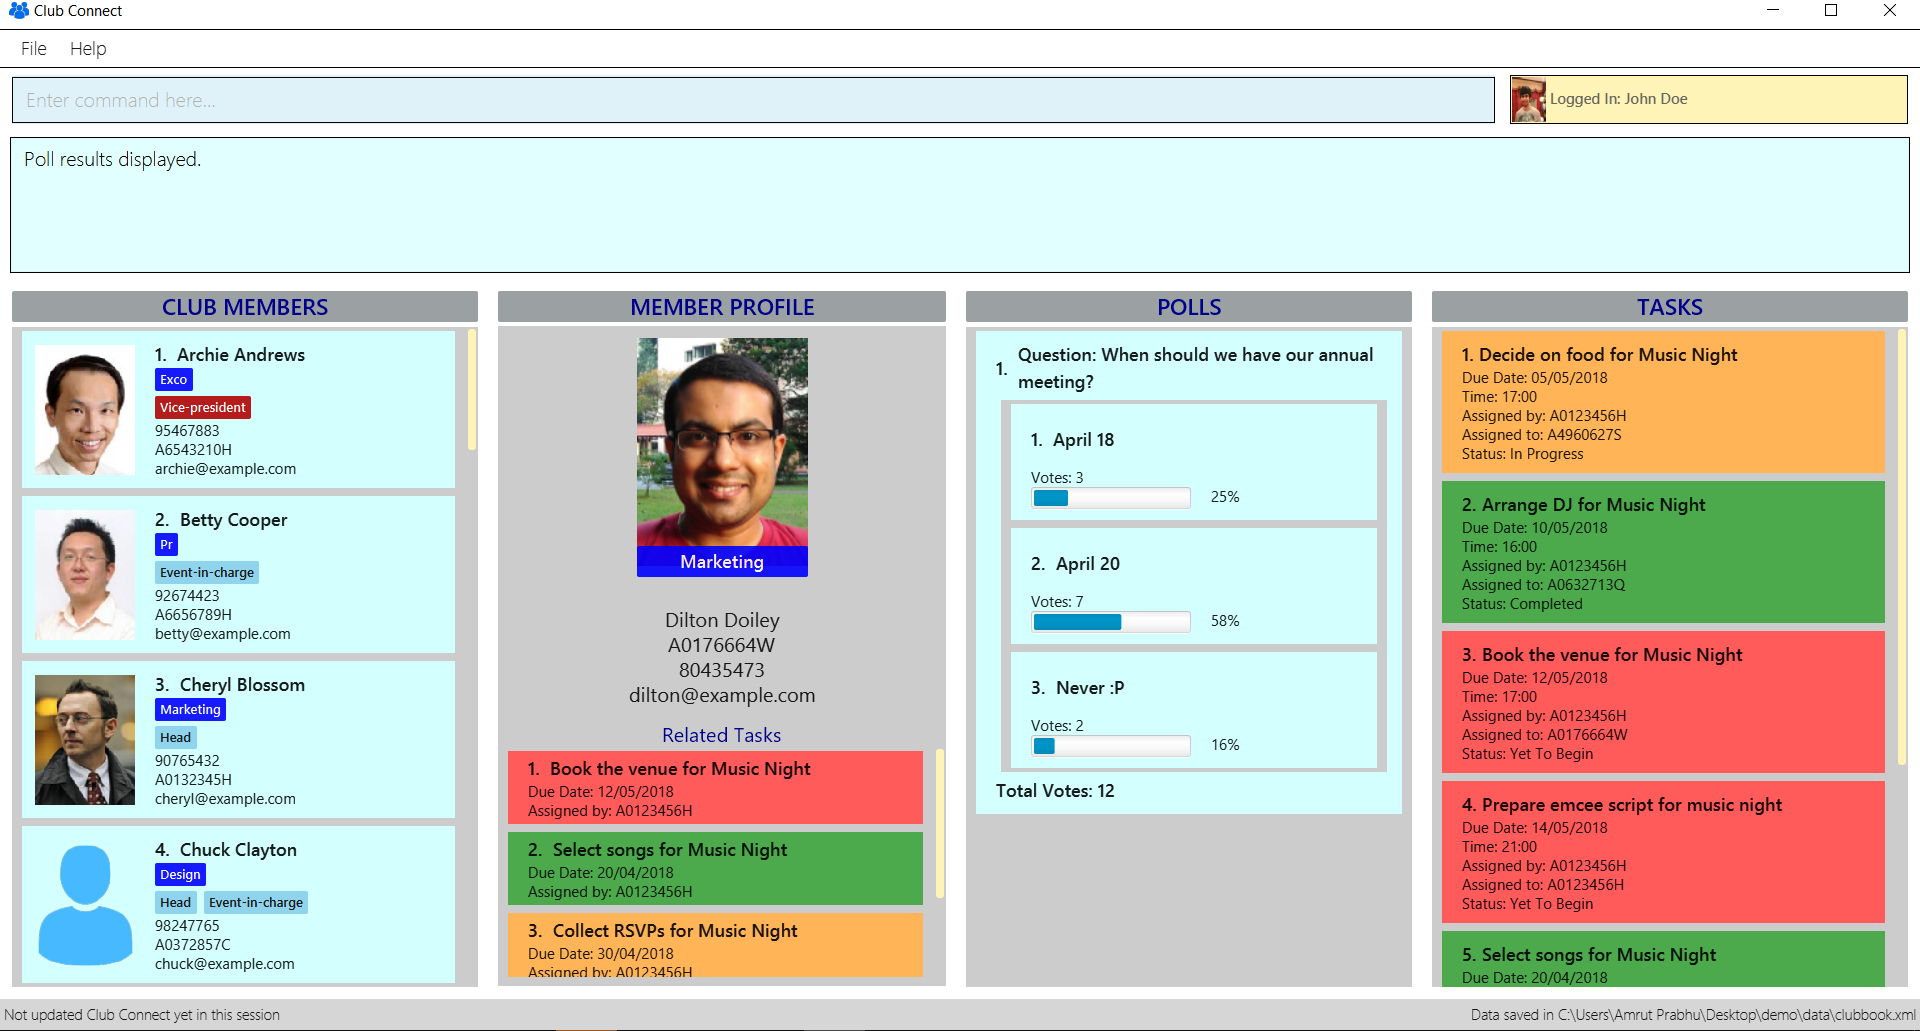 Club Connect
File Help
Enter command here...
Logged In: John Doe
Poll results displayed.
CLUB MEMBERS
1. Archie Andrews
Exco
Vice-president
95467883
A6543210H
archie@example.com
2. Betty Cooper
Pr
Event-in-charge
92674423
A6656789H
betty@example.com
3. Cheryl Blossom
Marketing
Head
90765432
A0132345H
cheryl@example.com
4. Chuck Clayton
Design
Head Event-in-charge
98247765
A0372857C
chuck@example.com
MEMBER PROFILE
Marketing
Dilton Doiley
A0176664W
80435473
dilton@example.com
Related Tasks
1. Book the venue for Music Night
Due Date: 12/05/2018
Assigned by: A0123456H
2. Select songs for Music Night
Due Date: 20/04/2018
Assigned by: A0123456H
3. Collect RSVPs for Music Night
Due Date: 30/04/2018
Assigned by: A0123456H
POLLS
1.
Question: When should we have our annual
meeting?
1. April 18
Votes: 3
25%
2. April 20
Votes: 7
58%
3. Never :P
Votes: 2
16%
Total Votes: 12
TASKS
1. Decide on food for Music Night
Due Date: 05/05/2018
Time: 17:00
Assigned by: A0123456H
Assigned to: A4960627S
Status: In Progress
2. Arrange DJ for Music Night
Due Date: 10/05/2018
Time: 16:00
Assigned by: A0123456H
Assigned to: A0632713Q
Status: Completed
3. Book the venue for Music Night
Due Date: 12/05/2018
Time: 17:00
Assigned by: A0123456H
Assigned to: A0176664W
Status: Yet To Begin
4. Prepare emcee script for music night
Due Date: 14/05/2018
Time: 21:00
Assigned by: A0123456H
Assigned to: A0123456H
Status: Yet To Begin
5. Select songs for Music Night
Due Date: 20/04/2018
Not updated Club Connect yet in this session
Data saved in C:\Users\Amrut Prabhu\Desktop\demo\data\clubbook.xml